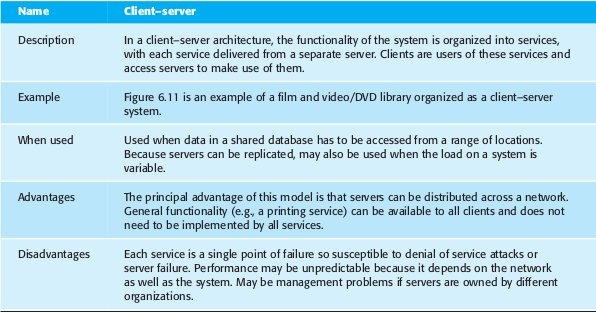 Name Client–server
Description In a client–server architecture, the functionality of the system is organized into services,
with each service delivered from a separate server. Clients are users of these services and
access servers to make use of them.
Example Figure 6.11 is an example of a film and video/DVD library organized as a client–server
system.
When used Used when data in a shared database has to be accessed from a range of locations.
Because servers can be replicated, may also be used when the load on a system is
variable.
Advantages The principal advantage of this model is that servers can be distributed across a network.
General functionality (e.g., a printing service) can be available to all clients and does not
need to be implemented by all services.
Disadvantages Each service is a single point of failure so susceptible to denial of service attacks or
server failure. Performance may be unpredictable because it depends on the network
as well as the system. May be management problems if servers are owned by different
organizations.